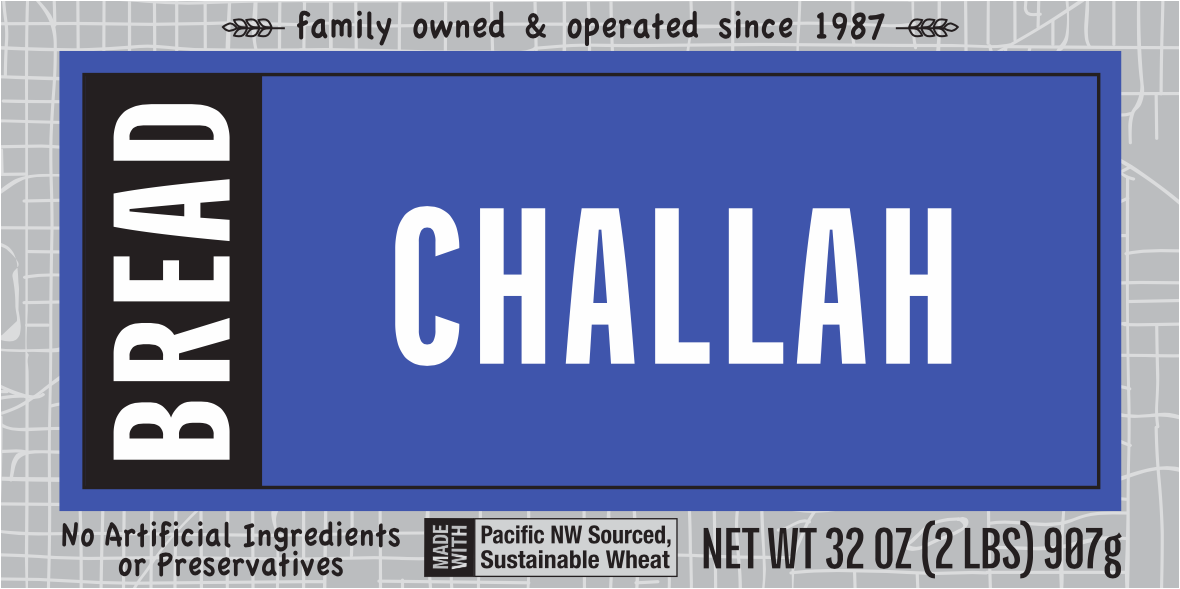 family owned & operated since 1987
BREAD
CHALLAH
No Artificial Ingredients
or Preservatives
MADE
WITH
Pacific NW Sourced,
Sustainable Wheat
NET WT 32 OZ (2 LBS) 907g